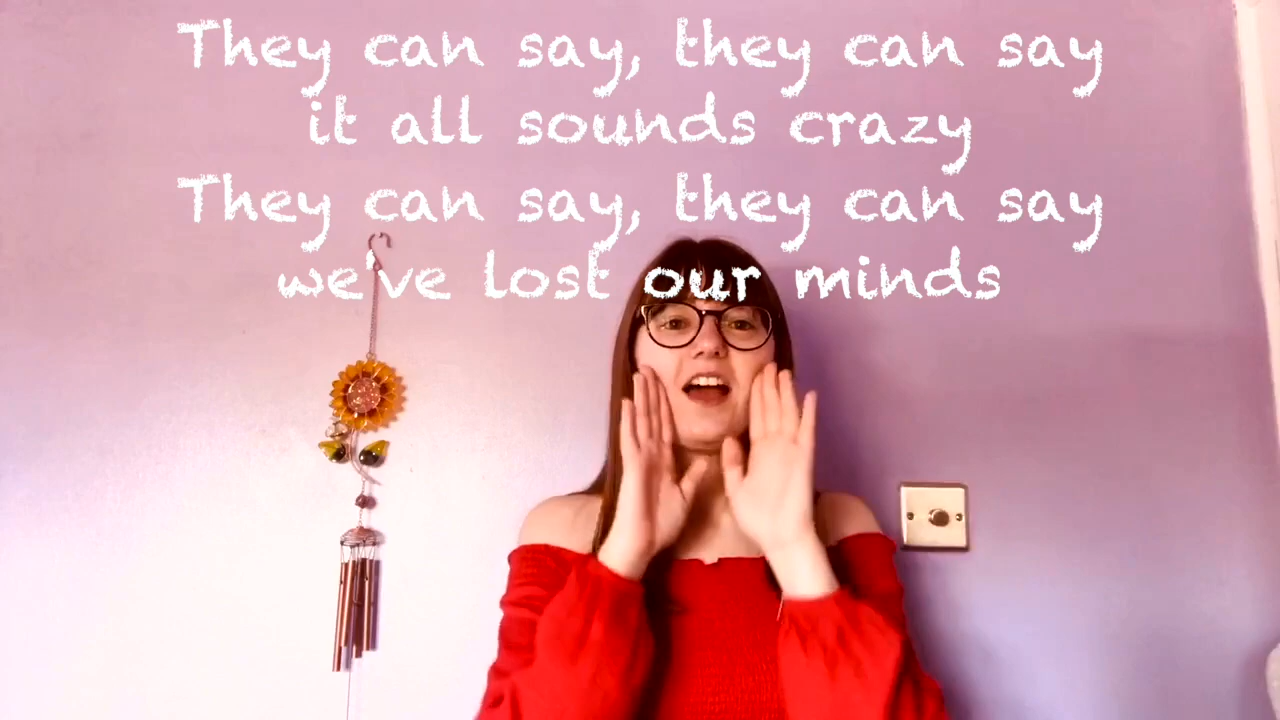 They can say, they can say
it all sounds crazy
They can say, they can say
we've lost our minds